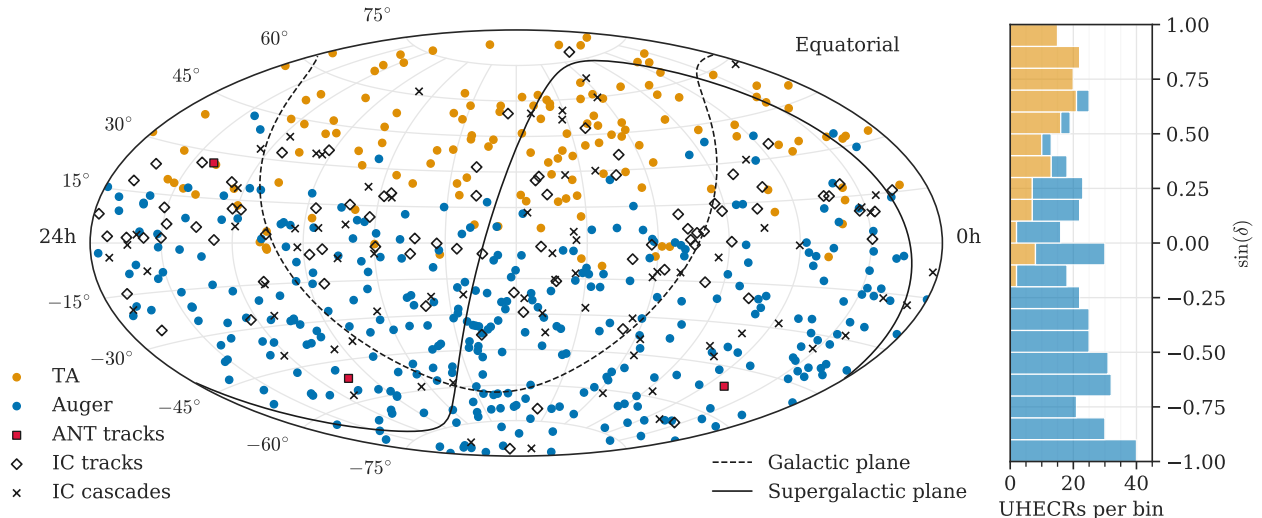 75°
60°
45°
30°
15°
24h
−15°
−30°
−45°
−60°
−75°
Equatorial
0h
TA
Auger
ANT tracks
IC tracks
IC cascades
Galactic plane
Supergalactic plane
1.00
0.75
0.50
0.25
0.00
−0.25
−0.50
−0.75
−1.00
sin(δ)
0 20 40
UHECRs per bin